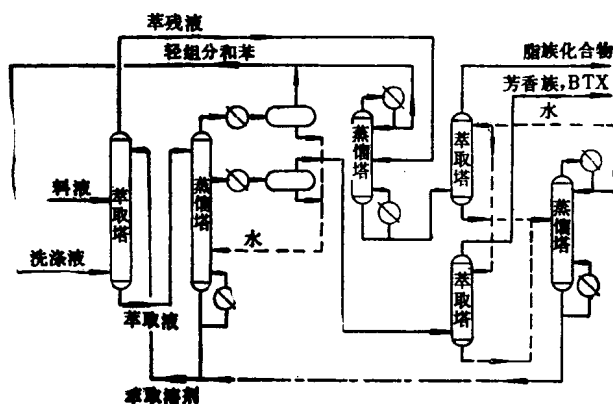 萃残液
轻组分和苯
脂族化合物
芳香族,BTX
水
蒸馏塔
萃取塔
料液
萃取塔
蒸馏塔
蒸馏塔
水
洗涤液
萃取塔
萃取液
萃取溶剂